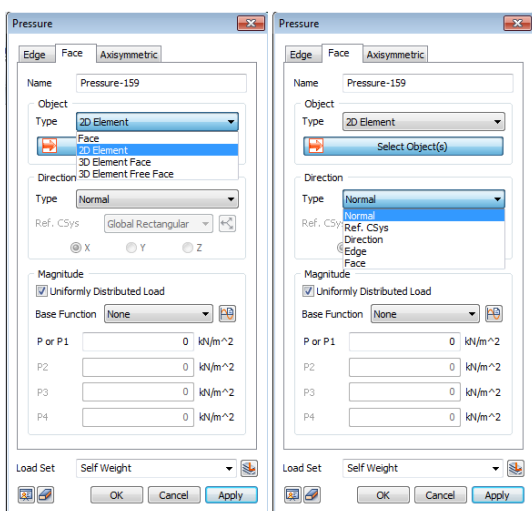 Pressure
Edge Face Axisymmetric
Name Pressure-159
Object
Type 2D Element
Face
2D Element
3D Element Face
3D Element Free Face
Direction
Type Normal
Ref. CSys Global Rectangular
X Y Z
Magnitude
Uniformly Distributed Load
Base Function None
P or P1 0 kN/m^2
P2 0 kN/m^2
P3 0 kN/m^2
P4 0 kN/m^2
Load Set Self Weight
OK Cancel Apply
Pressure
Edge Face Axisymmetric
Name Pressure-159
Object
Type 2D Element
Select Object(s)
Direction
Type Normal
Normal
Ref. CSys
Direction
Edge
Face
Magnitude
Uniformly Distributed Load
Base Function None
P or P1 0 kN/m^2
P2 0 kN/m^2
P3 0 kN/m^2
P4 0 kN/m^2
Load Set Self Weight
OK Cancel Apply